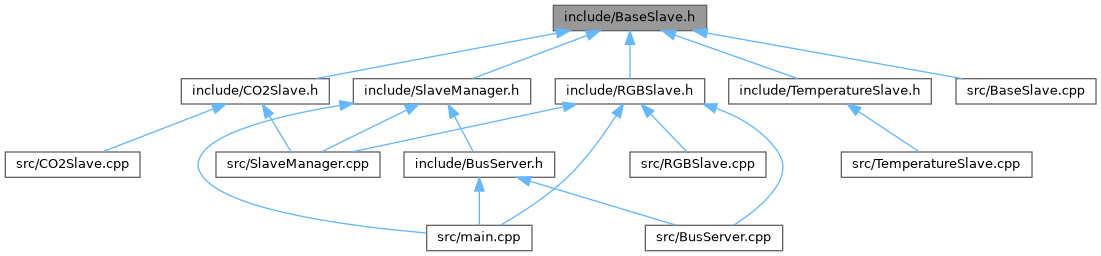 include/BaseSlave.h
include/CO2Slave.h
include/SlaveManager.h
include/RGBSlave.h
include/TemperatureSlave.h
src/BaseSlave.cpp
src/CO2Slave.cpp
src/SlaveManager.cpp
include/BusServer.h
src/RGBSlave.cpp
src/TemperatureSlave.cpp
src/main.cpp
src/BusServer.cpp